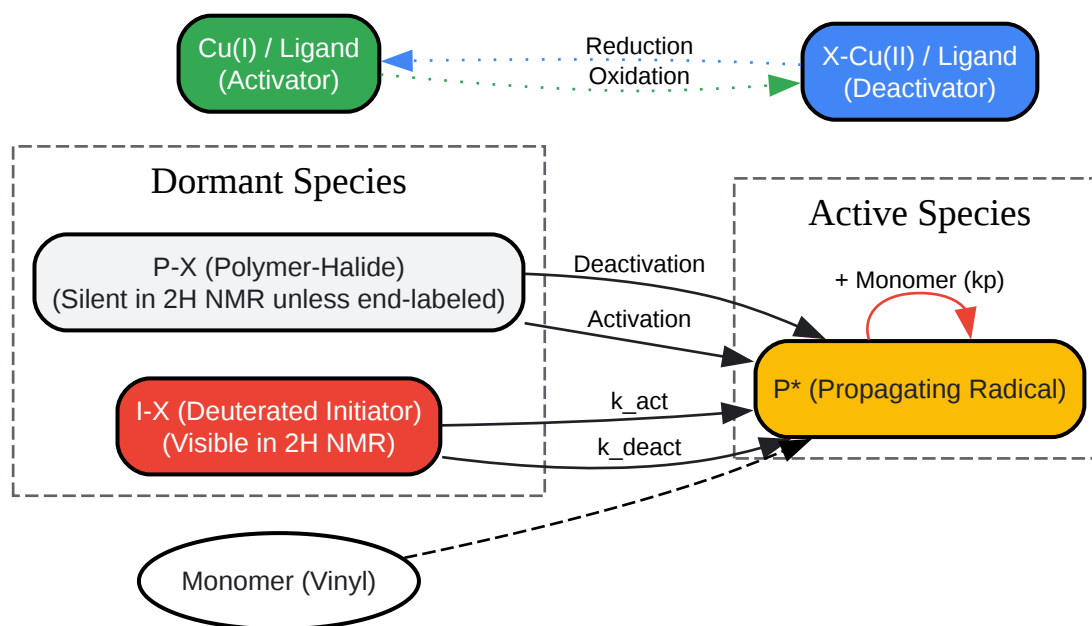 Cu(I) / Ligand
(Activator)
Reduction
Oxidation
X-Cu(II) / Ligand
(Deactivator)
Dormant Species
P-X (Polymer-Halide)
(Silent in 2H NMR unless end-labeled)
Deactivation
Activation
Active Species
+ Monomer (kp)
P* (Propagating Radical)
I-X (Deuterated Initiator)
(Visible in 2H NMR)
k_act
k_deact
Monomer (Vinyl)